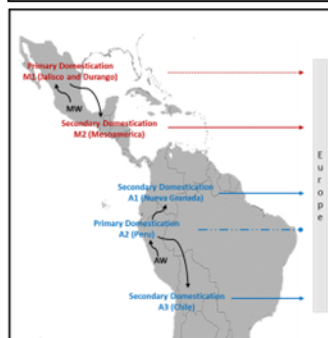 Primary Domestication
M1 (Jalisco and Durango)
MW
Secondary Domestication
M2 (Mesoamerica)
Secondary Domestication
A1 (Nueva Granada)
Primary Domestication
A2 (Peru)
AW
Secondary Domestication
A3 (Chile)
E
u
r
o
p
e